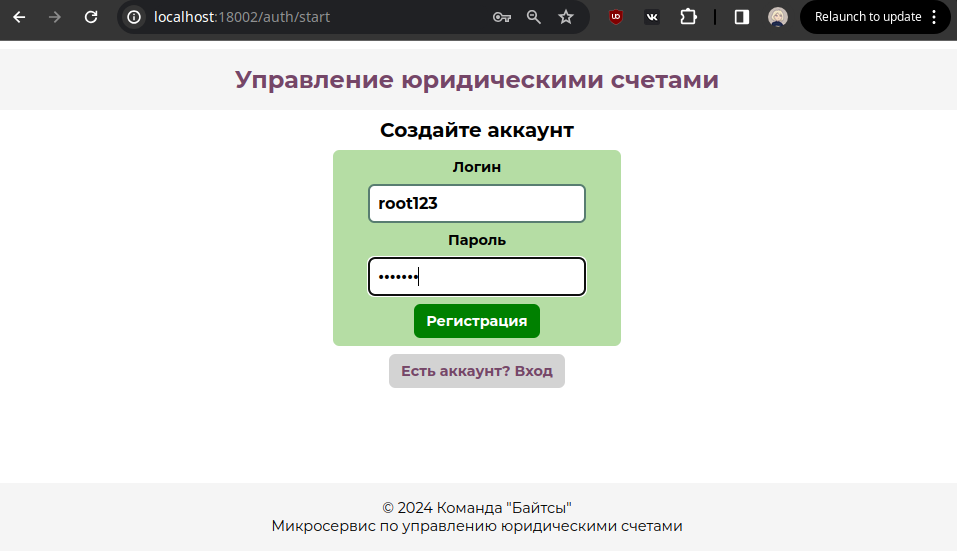 localhost:18002/auth/start
Relaunch to update
Управление юридическими счетами
Создайте аккаунт
Логин
root123
Пароль
•••••••
Регистрация
Есть аккаунт? Вход
© 2024 Команда "Байтсы"
Микросервис по управлению юридическими счетами